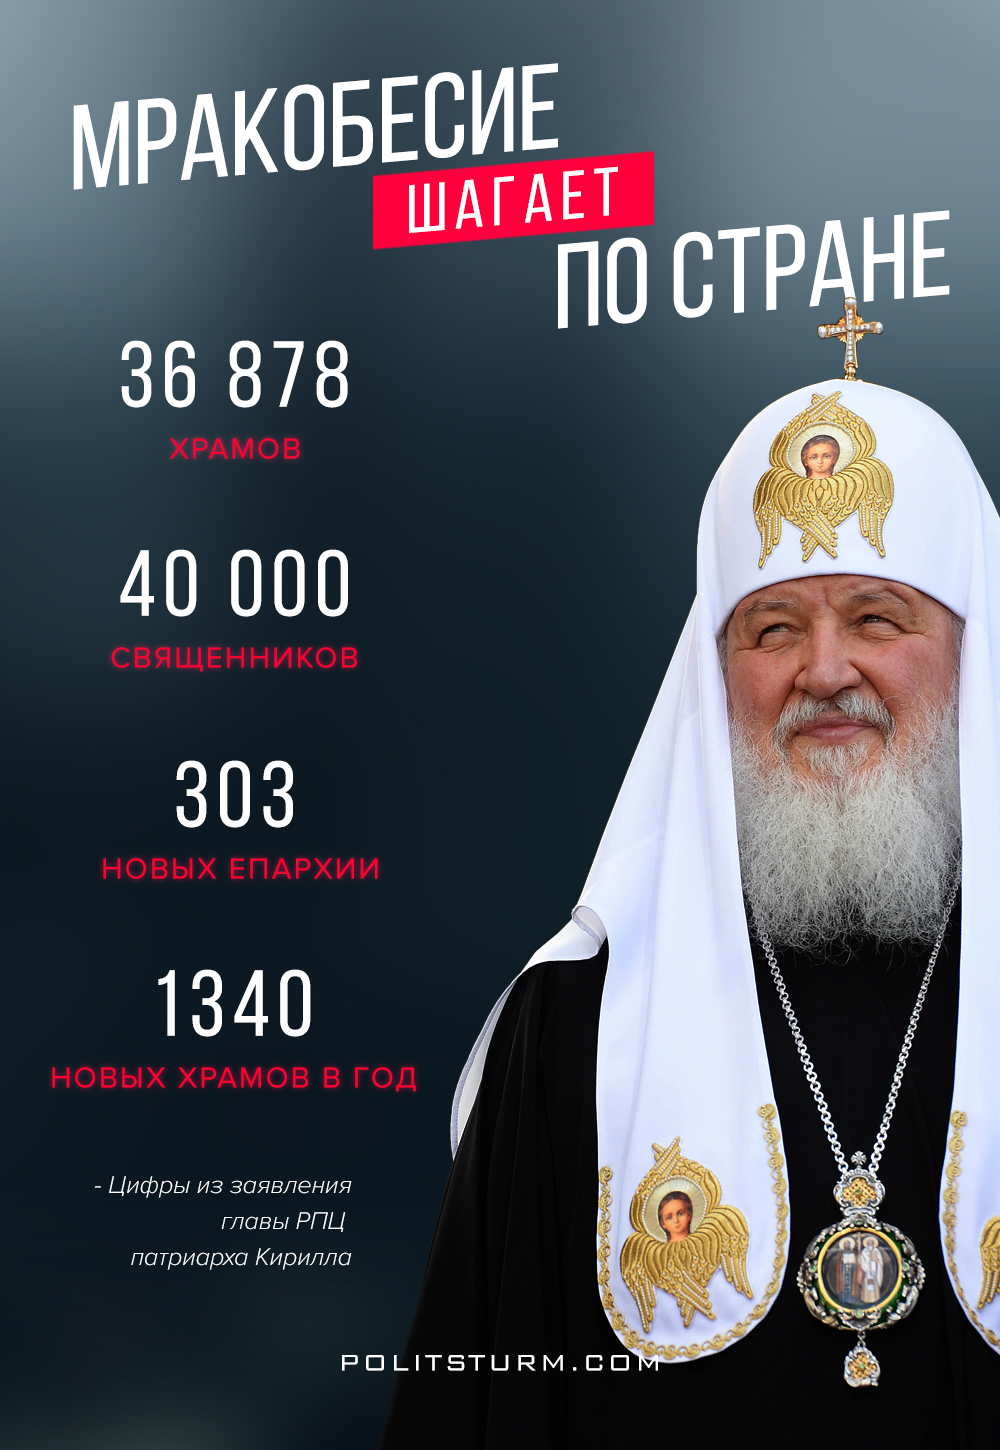 МРАКОБЕСИЕ
ШАГАЕТ
ПО СТРАНЕ
36 878
ХРАМОВ
40 000
СВЯЩЕННИКОВ
303
НОВЫХ ЕПАРХИИ
1340
НОВЫХ ХРАМОВ В ГОД
- Цифры из заявления
главы РПЦ
патриарха Кирилла
POLITSTURM.COM